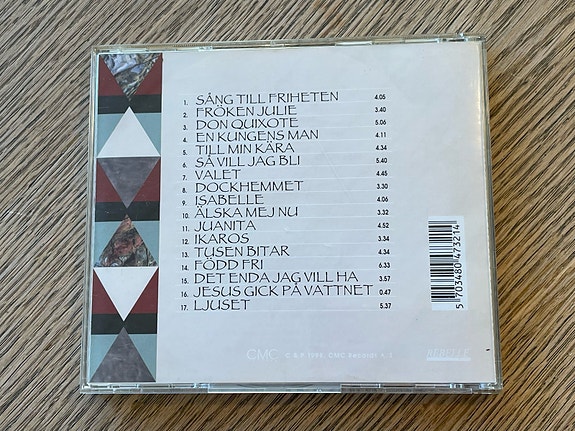 1. SÅNG TILL FRIHETEN 4.05
2. FRÖKEN JULIE 3.40
3. DON QUIXOTE 5.06
4. EN KUNGENS MAN 4.11
5. TILL MIN KÄRA 4.34
6. SÅ VILL JAG BLI 5.40
7. VALET 4.45
8. DOCKHEMMET 3.30
9. ISABELLE 4.06
10. ÄLSKA MEJ NU 3.32
11. JUANITA 4.52
12. IKAROS 4.34
13. TUSEN BITAR 4.34
14. FÖDD FRI 6.33
15. DET ENDA JAG VILL HA 3.57
16. JESUS GICK PÅ VATTNET 0.47
17. LJUSET 5.37
5 703480 473214
CMC © & P CMC Records
REBELLE